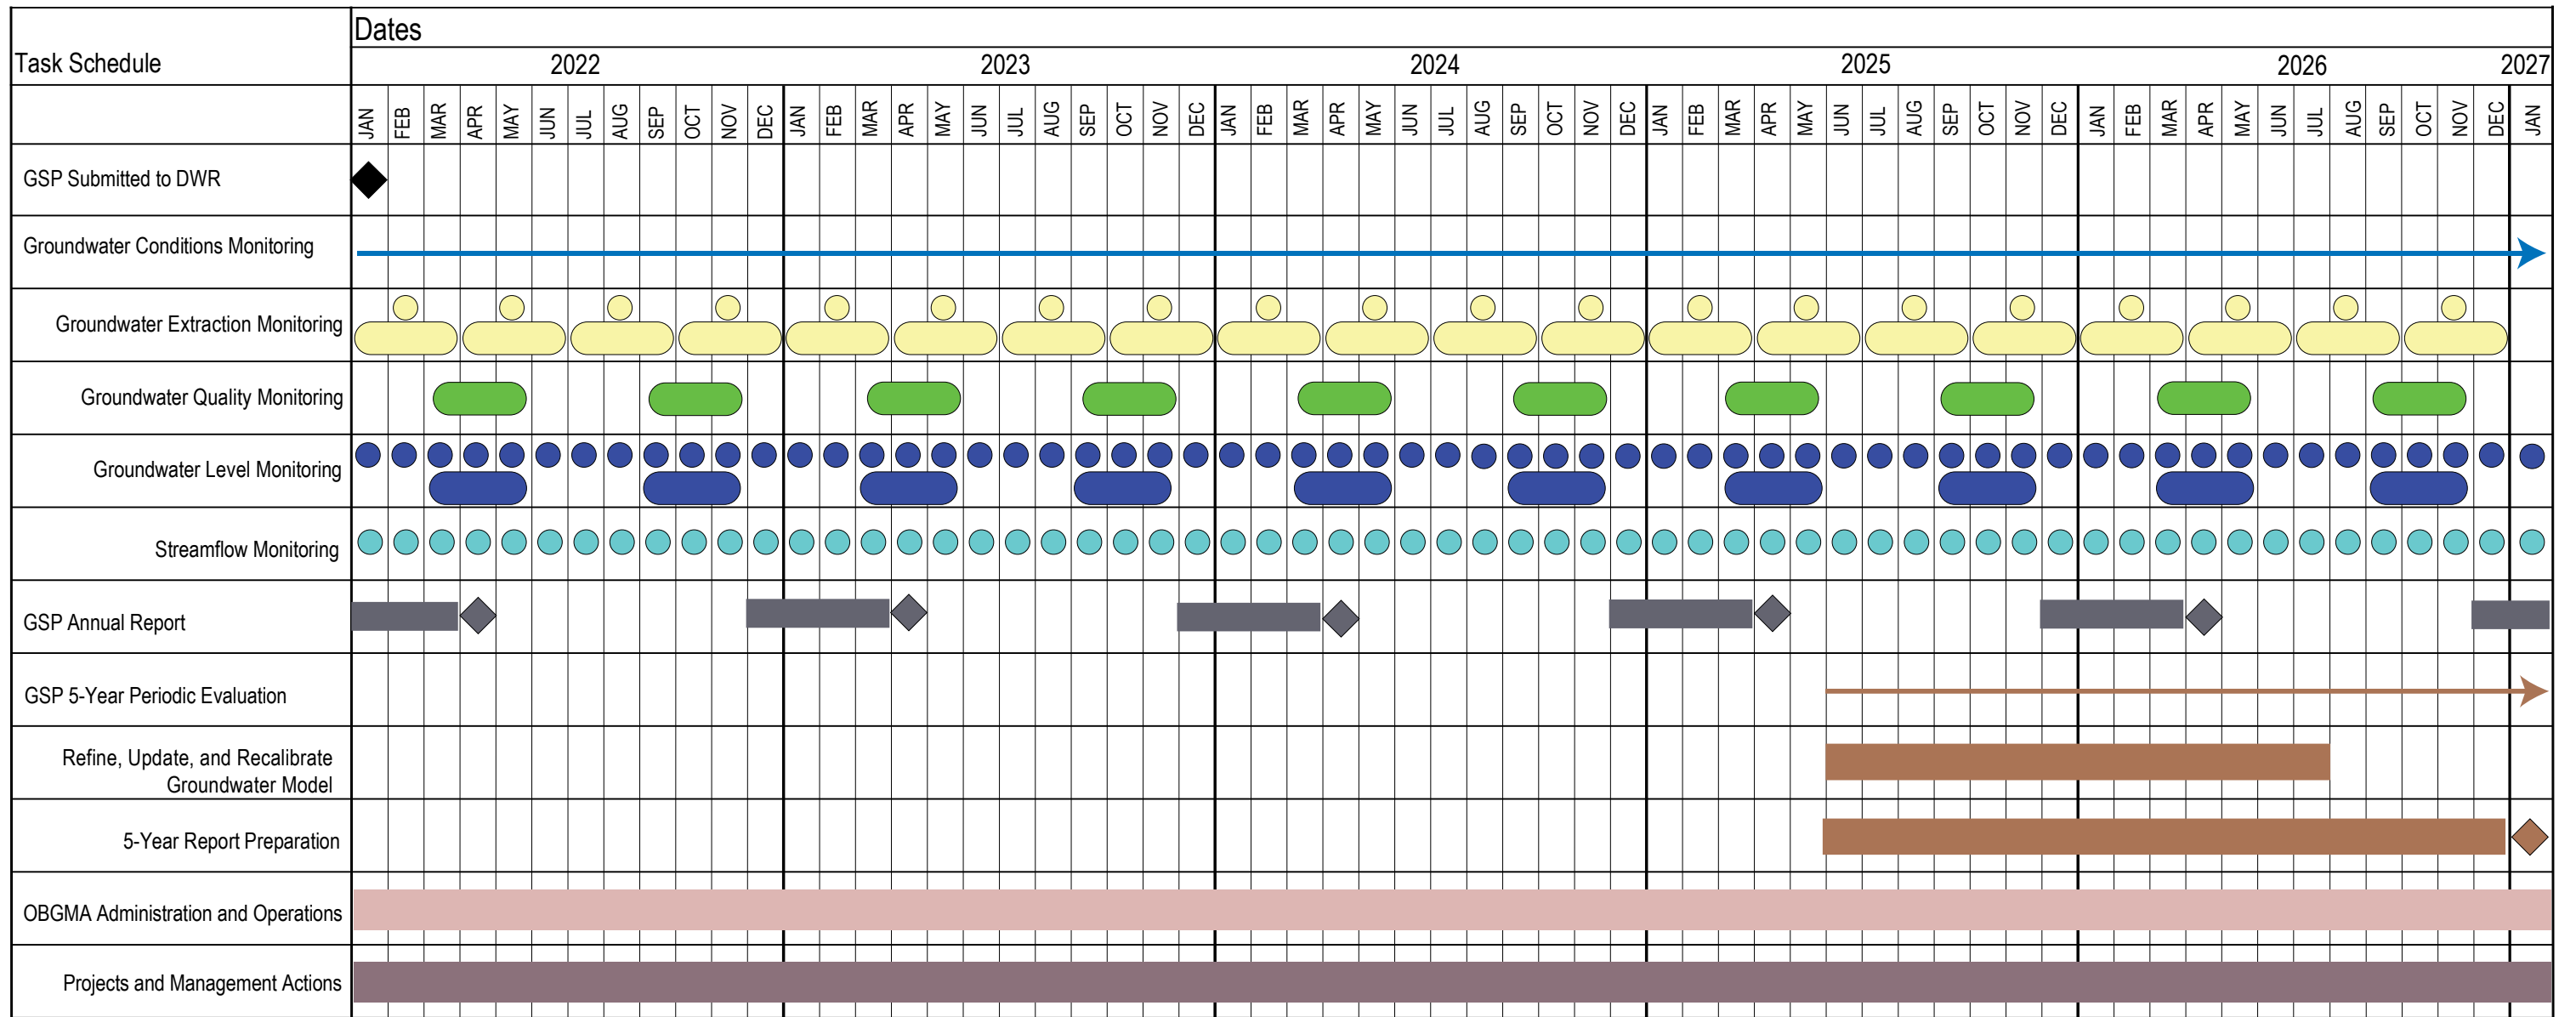 Dates
Task Schedule
2022 2023 2024 2025 2026 2027
JAN FEB MAR APR MAY JUN JUL AUG SEP OCT NOV DEC JAN FEB MAR APR MAY JUN JUL AUG SEP OCT NOV DEC JAN FEB MAR APR MAY JUN JUL AUG SEP OCT NOV DEC JAN FEB MAR APR MAY JUN JUL AUG SEP OCT NOV DEC JAN FEB MAR APR MAY JUN JUL AUG SEP OCT NOV DEC JAN
GSP Submitted to DWR
Groundwater Conditions Monitoring
Groundwater Extraction Monitoring
Groundwater Quality Monitoring
Groundwater Level Monitoring
Streamflow Monitoring
GSP Annual Report
GSP 5-Year Periodic Evaluation
Refine, Update, and Recalibrate
Groundwater Model
5-Year Report Preparation
OBGMA Administration and Operations
Projects and Management Actions